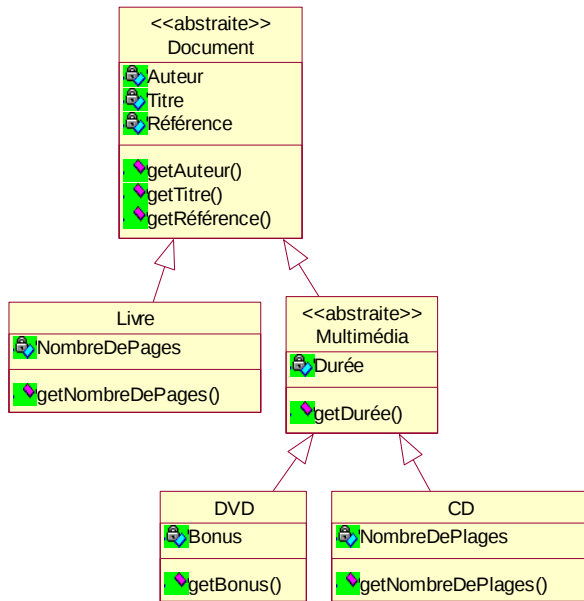 <<abstraite>>
Document
Auteur
Titre
Référence
getAuteur()
getTitre()
getRéférence()
Livre
NombreDePages
getNombreDePages()
<<abstraite>>
Multimédia
Durée
getDurée()
DVD
Bonus
getBonus()
CD
NombreDePlages
getNombreDePlages()